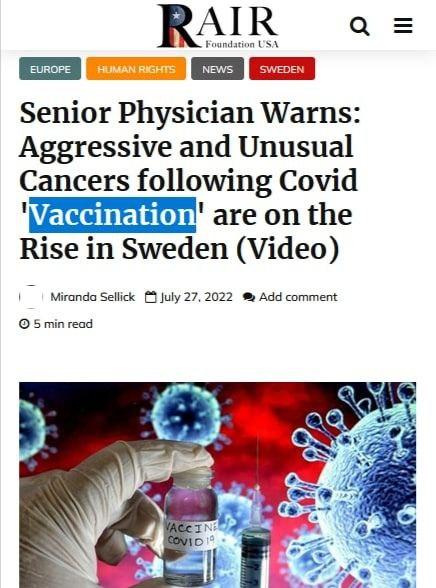 RAIR
Foundation USA
EUROPE HUMAN RIGHTS NEWS SWEDEN
Senior Physician Warns:
Aggressive and Unusual
Cancers following Covid
'Vaccination' are on the
Rise in Sweden (Video)
Miranda Sellick July 27, 2022 Add comment
5 min read
VACCINE
COVID 19